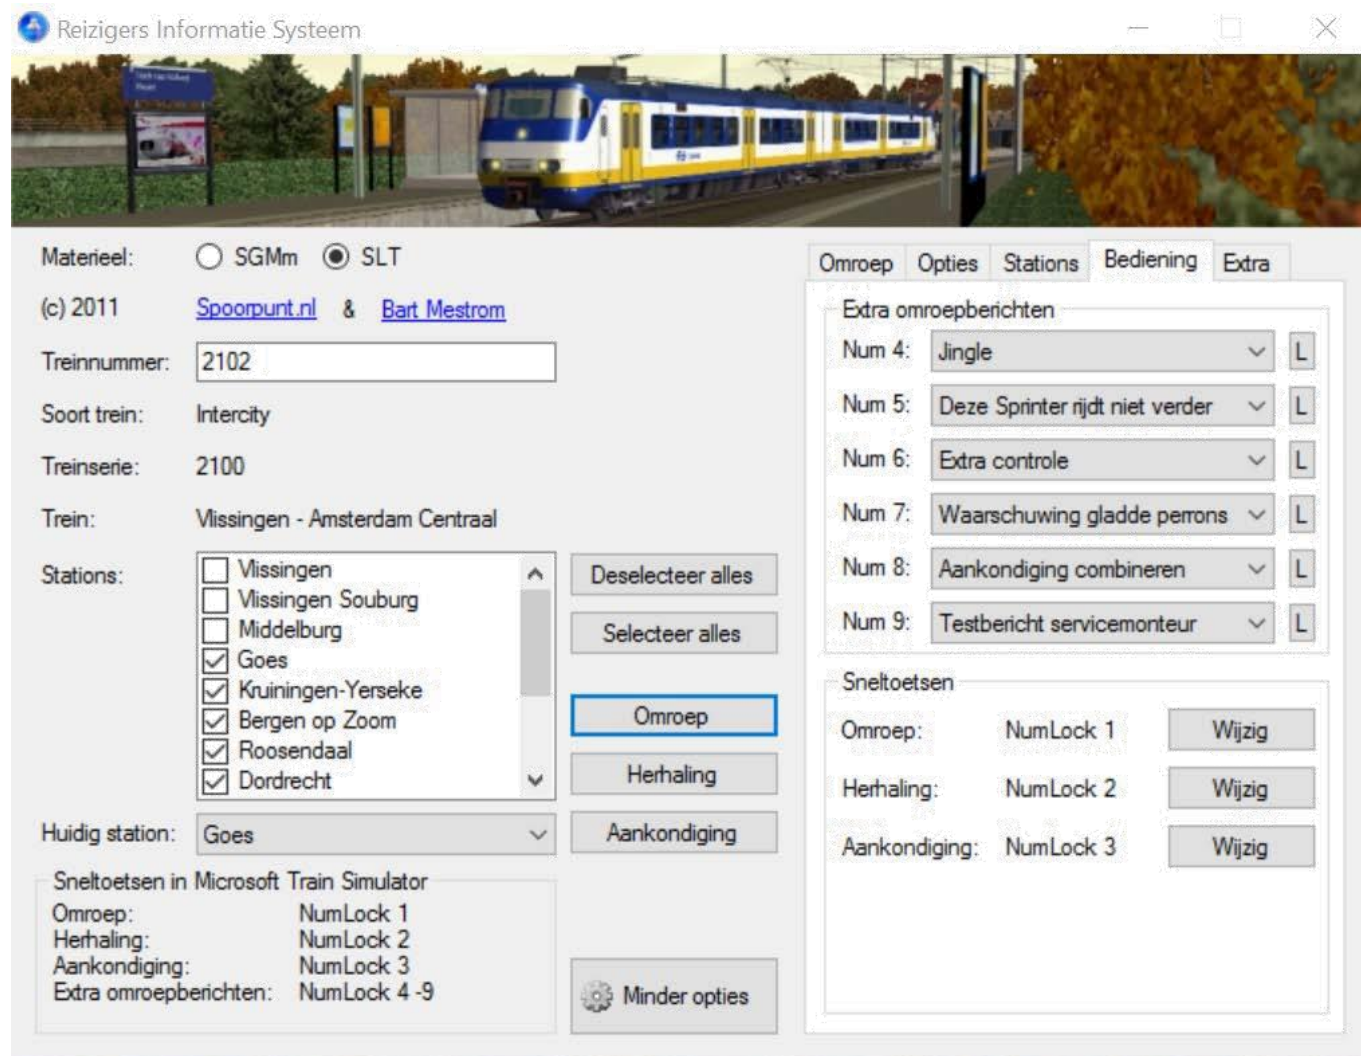 Reizigers Informatie Systeem
Materieel: SGMm SLT
(c) 2011 Spoorpunt.nl & Bart Mestrom
Treinnummer: 2102
Soort trein: Intercity
Treinserie: 2100
Trein: Vlissingen - Amsterdam Centraal
Stations:
Vlissingen
Vlissingen Souburg
Middelburg
Goes
Kruiningen-Yerseke
Bergen op Zoom
Roosendaal
Dordrecht
Deselecteer alles
Selecteer alles
Omroep
Herhaling
Aankondiging
Huidig station: Goes
Sneltoetsen in Microsoft Train Simulator
Omroep: NumLock 1
Herhaling: NumLock 2
Aankondiging: NumLock 3
Extra omroepberichten: NumLock 4 -9
Minder opties
Omroep Opties Stations Bediening Extra
Extra omroepberichten
Num 4: Jingle L
Num 5: Deze Sprinter rijdt niet verder L
Num 6: Extra controle L
Num 7: Waarschuwing gladde perrons L
Num 8: Aankondiging combineren L
Num 9: Testbericht servicemonteur L
Sneltoetsen
Omroep: NumLock 1 Wijzig
Herhaling: NumLock 2 Wijzig
Aankondiging: NumLock 3 Wijzig